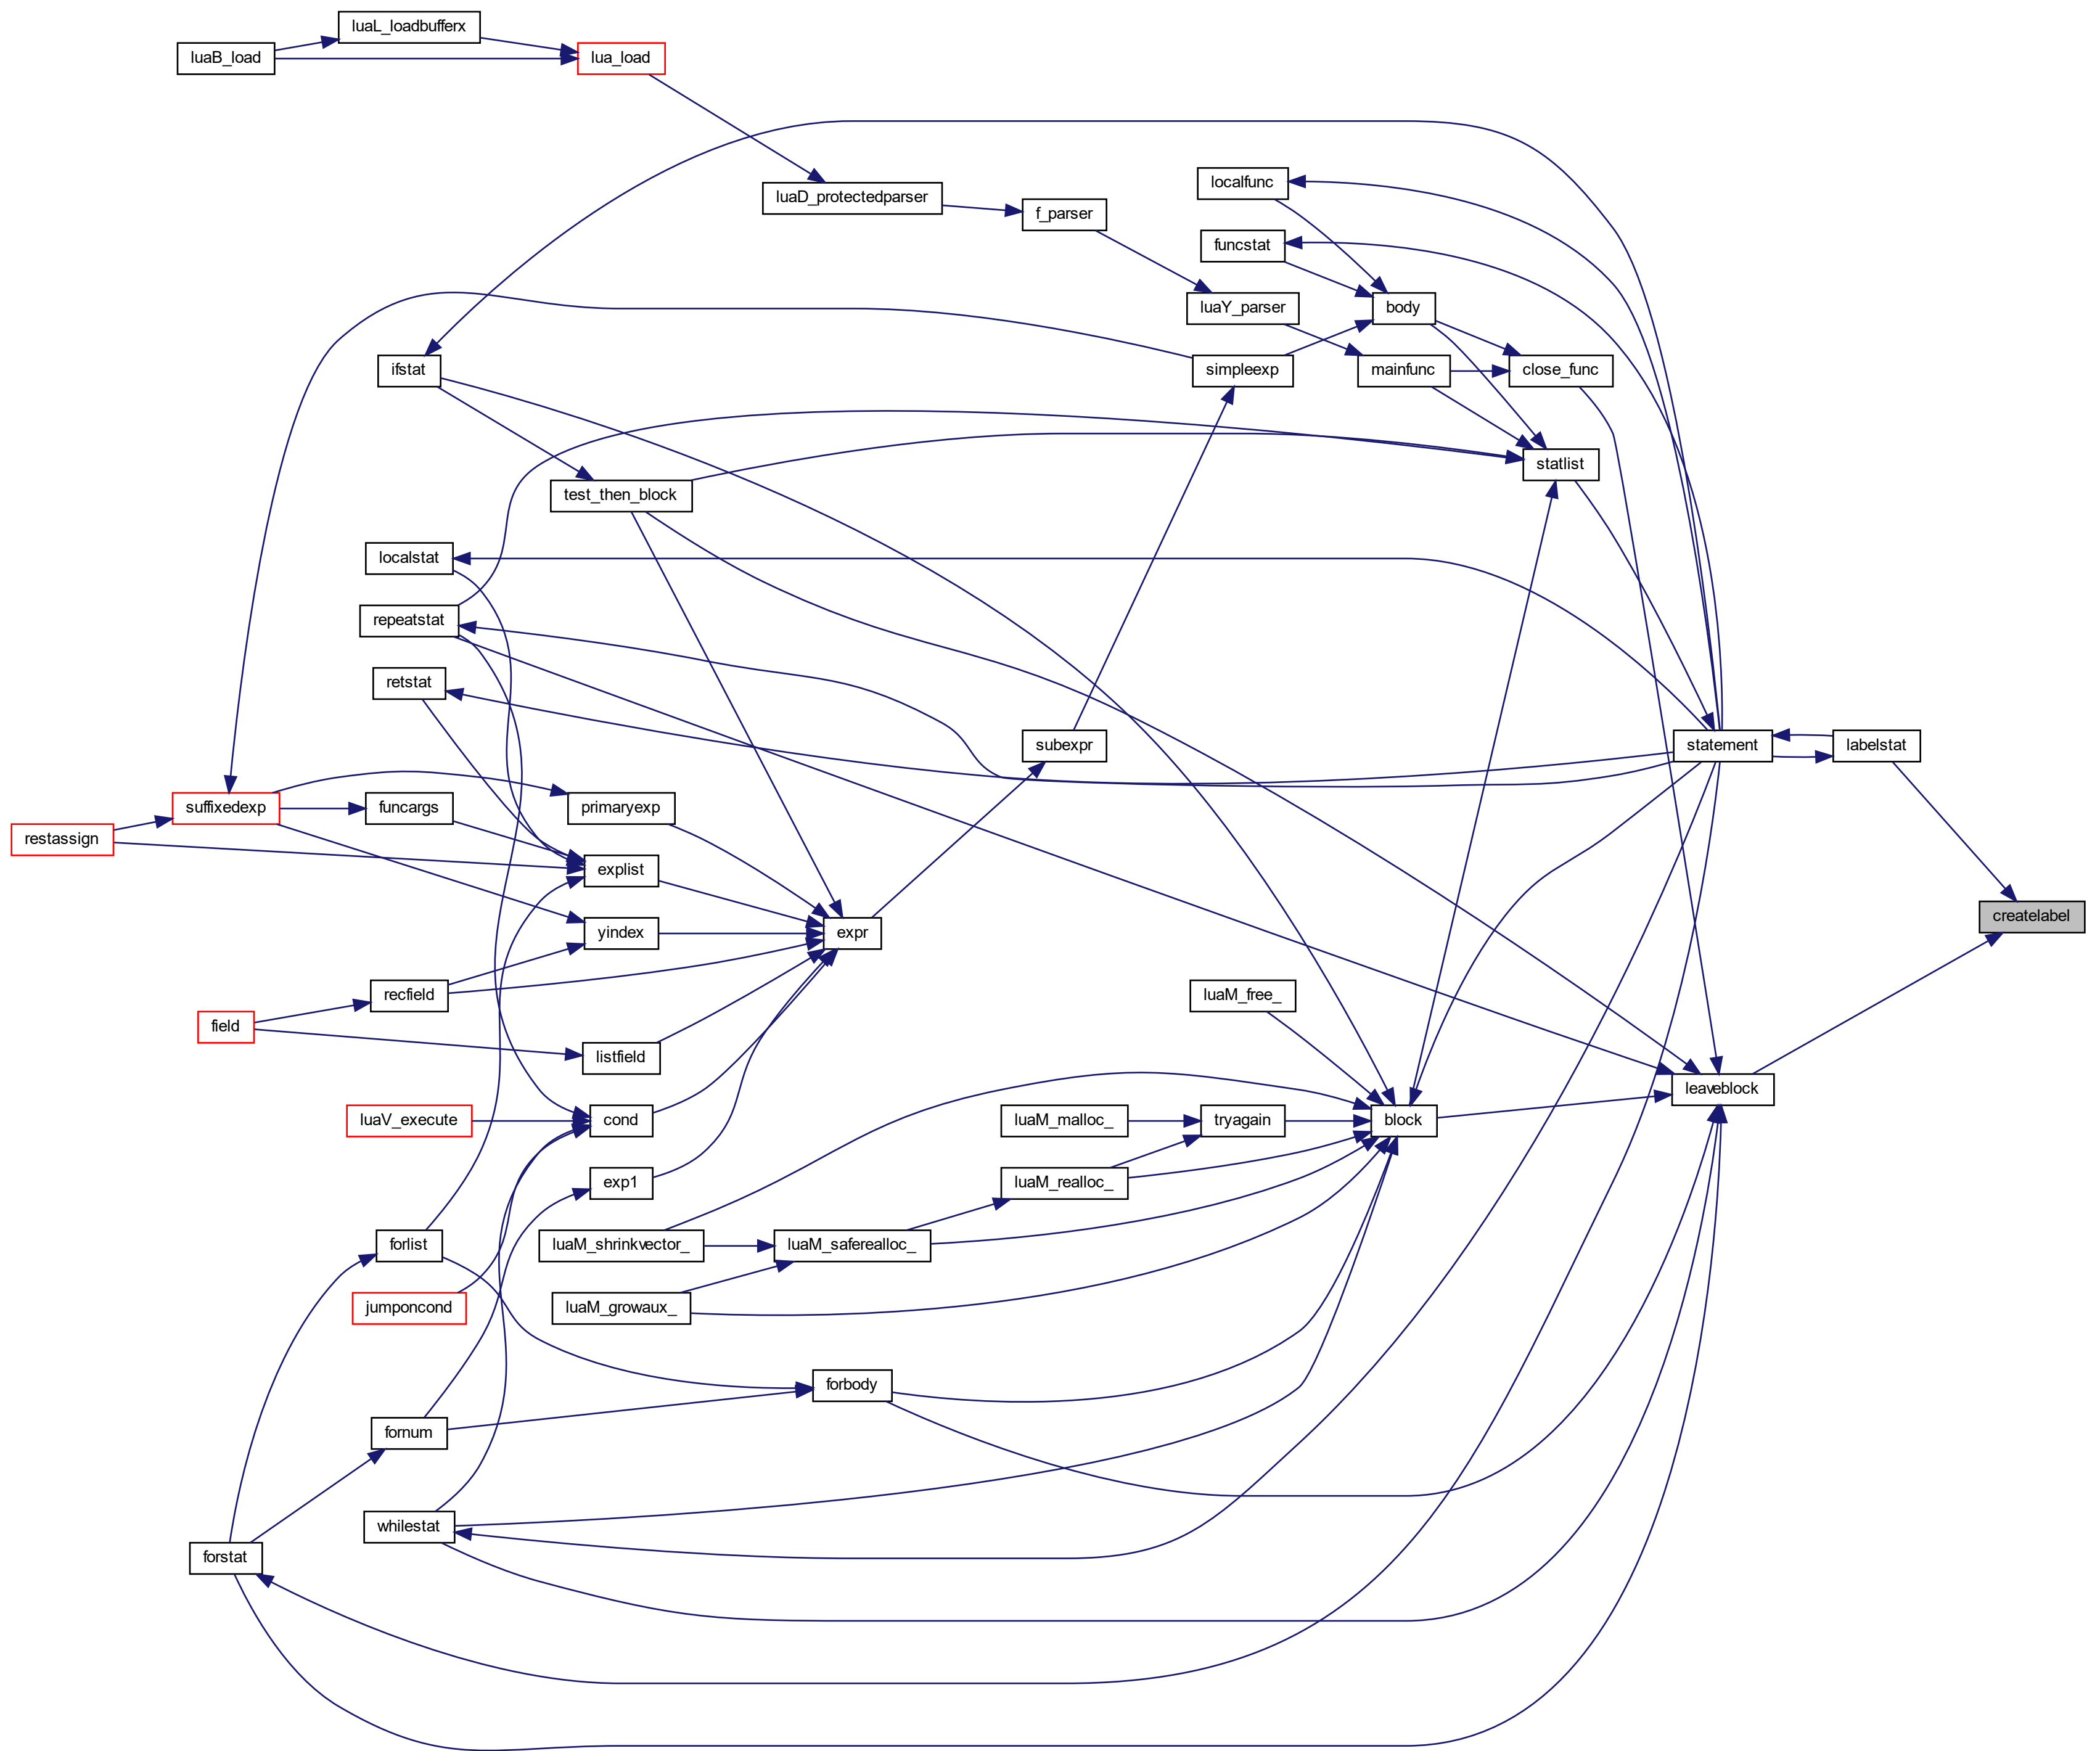 luaL_loadbufferx
luaB_load
lua_load
localfunc
luaD_protectedparser
f_parser
funcstat
luaY_parser
body
ifstat
simpleexp
mainfunc
close_func
statlist
test_then_block
localstat
repeatstat
retstat
subexpr
statement
labelstat
suffixedexp
funcargs
primaryexp
restassign
explist
createlabel
yindex
expr
recfield
luaM_free_
field
listfield
leaveblock
luaV_execute
cond
luaM_malloc_
tryagain
block
exp1
luaM_realloc_
forlist
luaM_shrinkvector_
luaM_saferealloc_
jumponcond
luaM_growaux_
forbody
fornum
whilestat
forstat